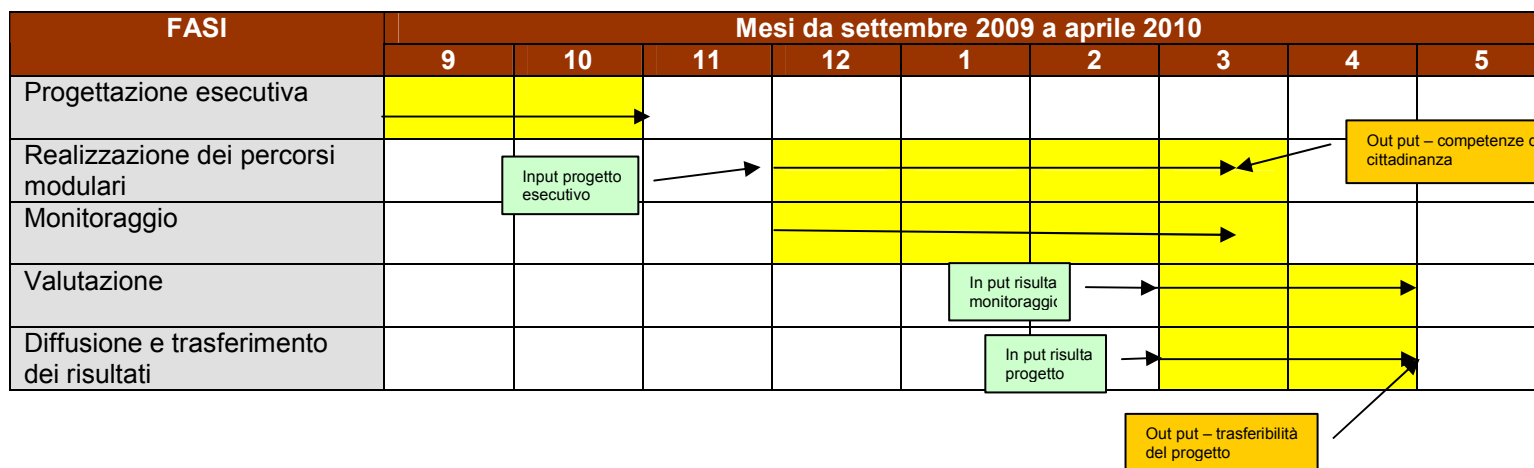 FASI
Mesi da settembre 2009 a aprile 2010
9 10 11 12 1 2 3 4 5
Progettazione esecutiva
Realizzazione dei percorsi
modulari
Input progetto
esecutivo
Out put – competenze
cittadinanza
Monitoraggio
Valutazione
In put risulta
monitoraggio
Diffusione e trasferimento
dei risultati
In put risulta
progetto
Out put – trasferibilità
del progetto